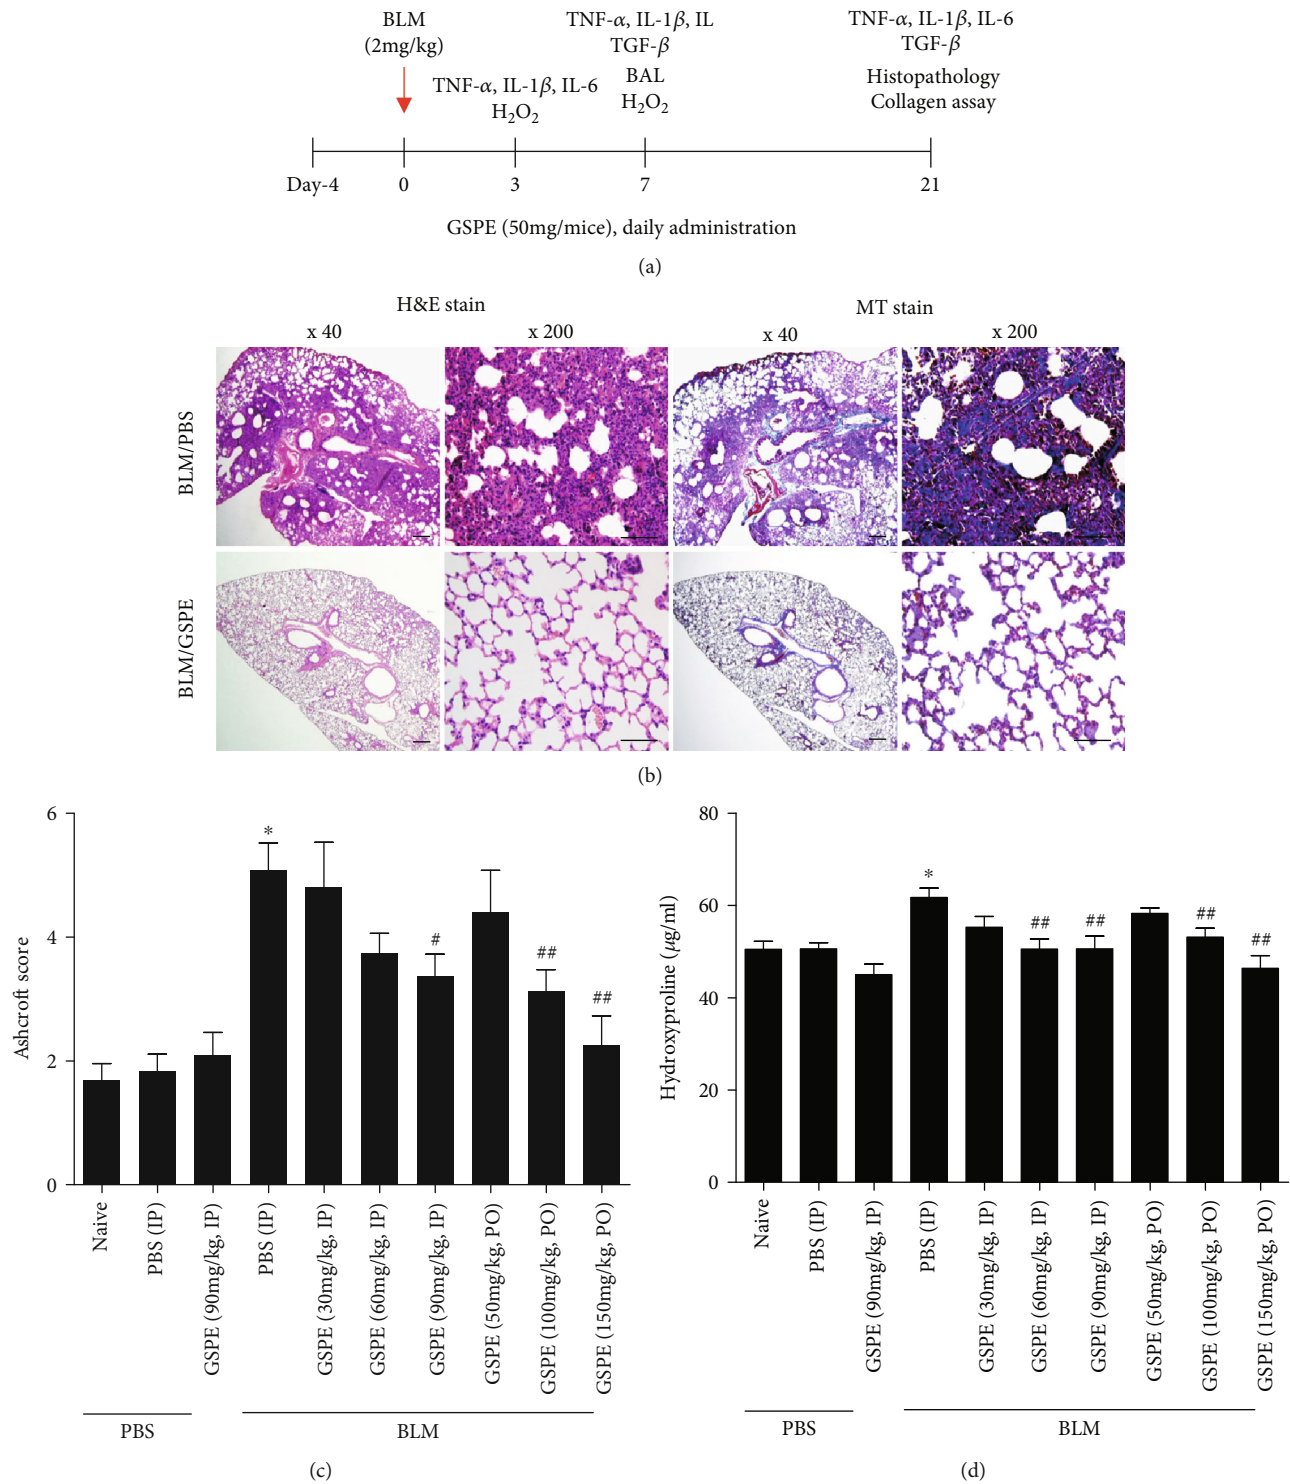 BLM
(2mg/kg)
TNF-α, IL-1β, IL-6
H₂O₂
TNF-α, IL-1β, IL
TGF-β
BAL
H₂O₂
TNF-α, IL-1β, IL-6
TGF-β
Histopathology
Collagen assay
Day-4 0 3 7 21
GSPE (50mg/mice), daily administration
(a)
H&E stain MT stain
x 40 x 200 x 40 x 200
BLM/PBS
BLM/GSPE
(b)
Ashcroft score
6
4
2
0
*
#
##
##
Naive
PBS (IP)
GSPE (90mg/kg, IP)
PBS (IP)
GSPE (30mg/kg, IP)
GSPE (60mg/kg, IP)
GSPE (90mg/kg, IP)
GSPE (50mg/kg, PO)
GSPE (100mg/kg, PO)
GSPE (150mg/kg, PO)
PBS BLM
(c)
Hydroxyproline (μg/ml)
80
60
40
20
0
*
##
##
##
##
Naive
PBS (IP)
GSPE (90mg/kg, IP)
PBS (IP)
GSPE (30mg/kg, IP)
GSPE (60mg/kg, IP)
GSPE (90mg/kg, IP)
GSPE (50mg/kg, PO)
GSPE (100mg/kg, PO)
GSPE (150mg/kg, PO)
PBS BLM
(d)